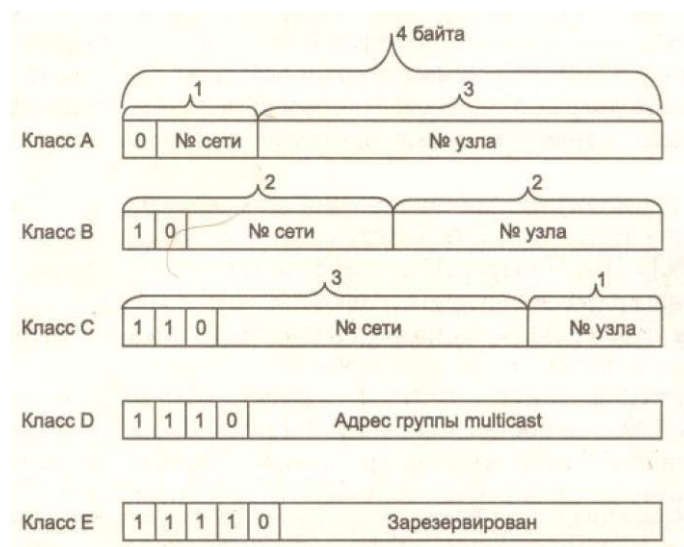 4 байта
1 3
Класс A 0 № сети № узла
2 2
Класс B 1 0 № сети № узла
3 1
Класс C 1 1 0 № сети № узла
Класс D 1 1 1 0 Адрес группы multicast
Класс E 1 1 1 1 0 Зарезервирован